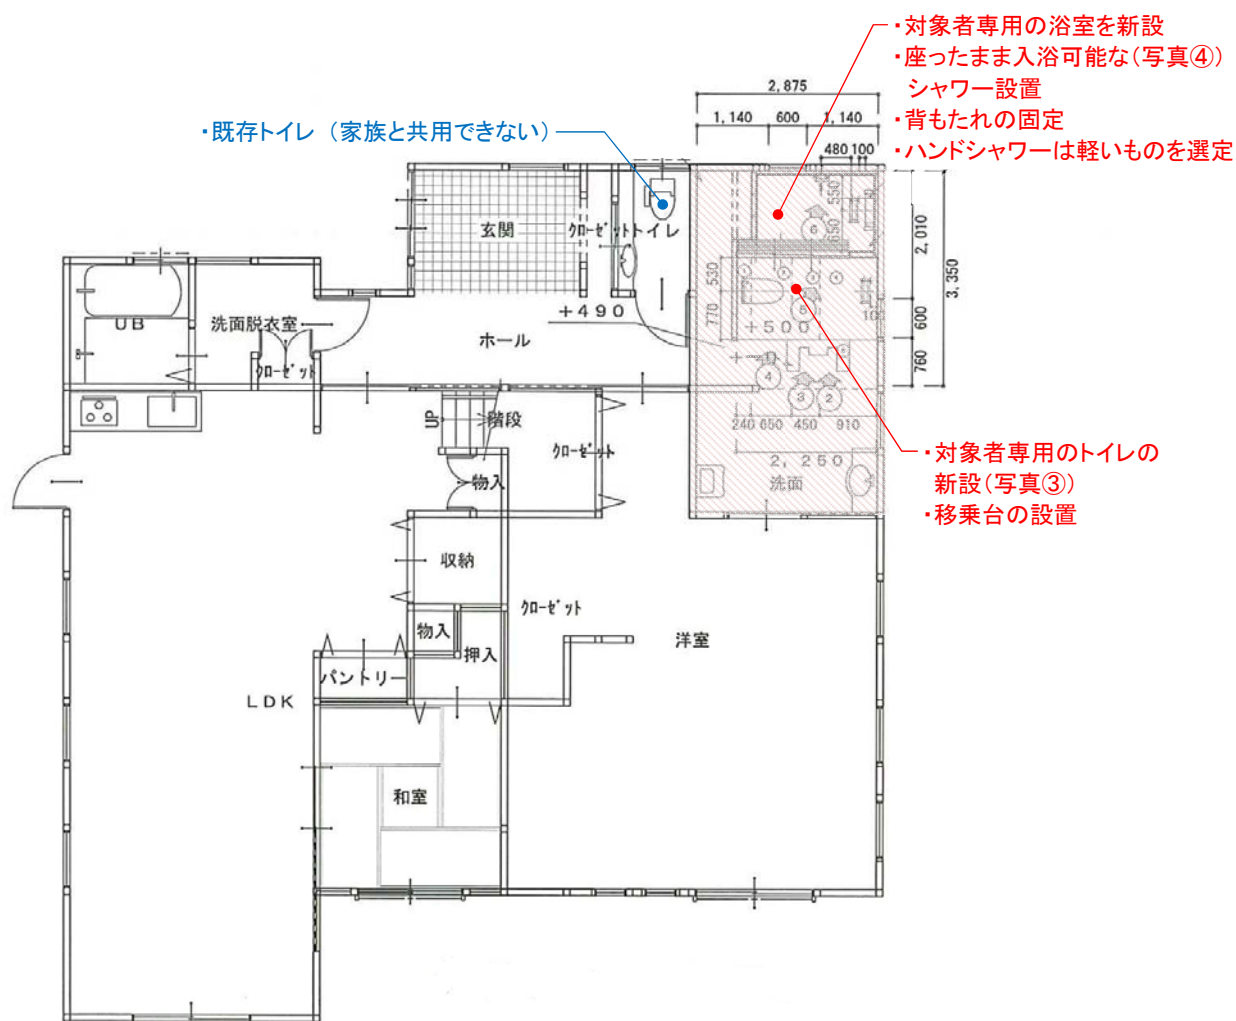 ・対象者専用の浴室を新設
・座ったまま入浴可能な(写真④)
シャワー設置
・背もたれの固定
・ハンドシャワーは軽いものを選定
・既存トイレ （家族と共用できない）
2,875
1,140 600 1,140
480 100
玄関
クローゼット
トイレ
550
650
⑥
2,010
3,350
530
770
⑤
100
600
760
+490
+500
UB
洗面脱衣室
クローゼット
ホール
④
③
②
240 650 450 910
2,250
洗面
UP
階段
クローゼット
物入
・対象者専用のトイレの
新設(写真③)
・移乗台の設置
収納
クローゼット
物入
押入
洋室
パントリー
LDK
和室